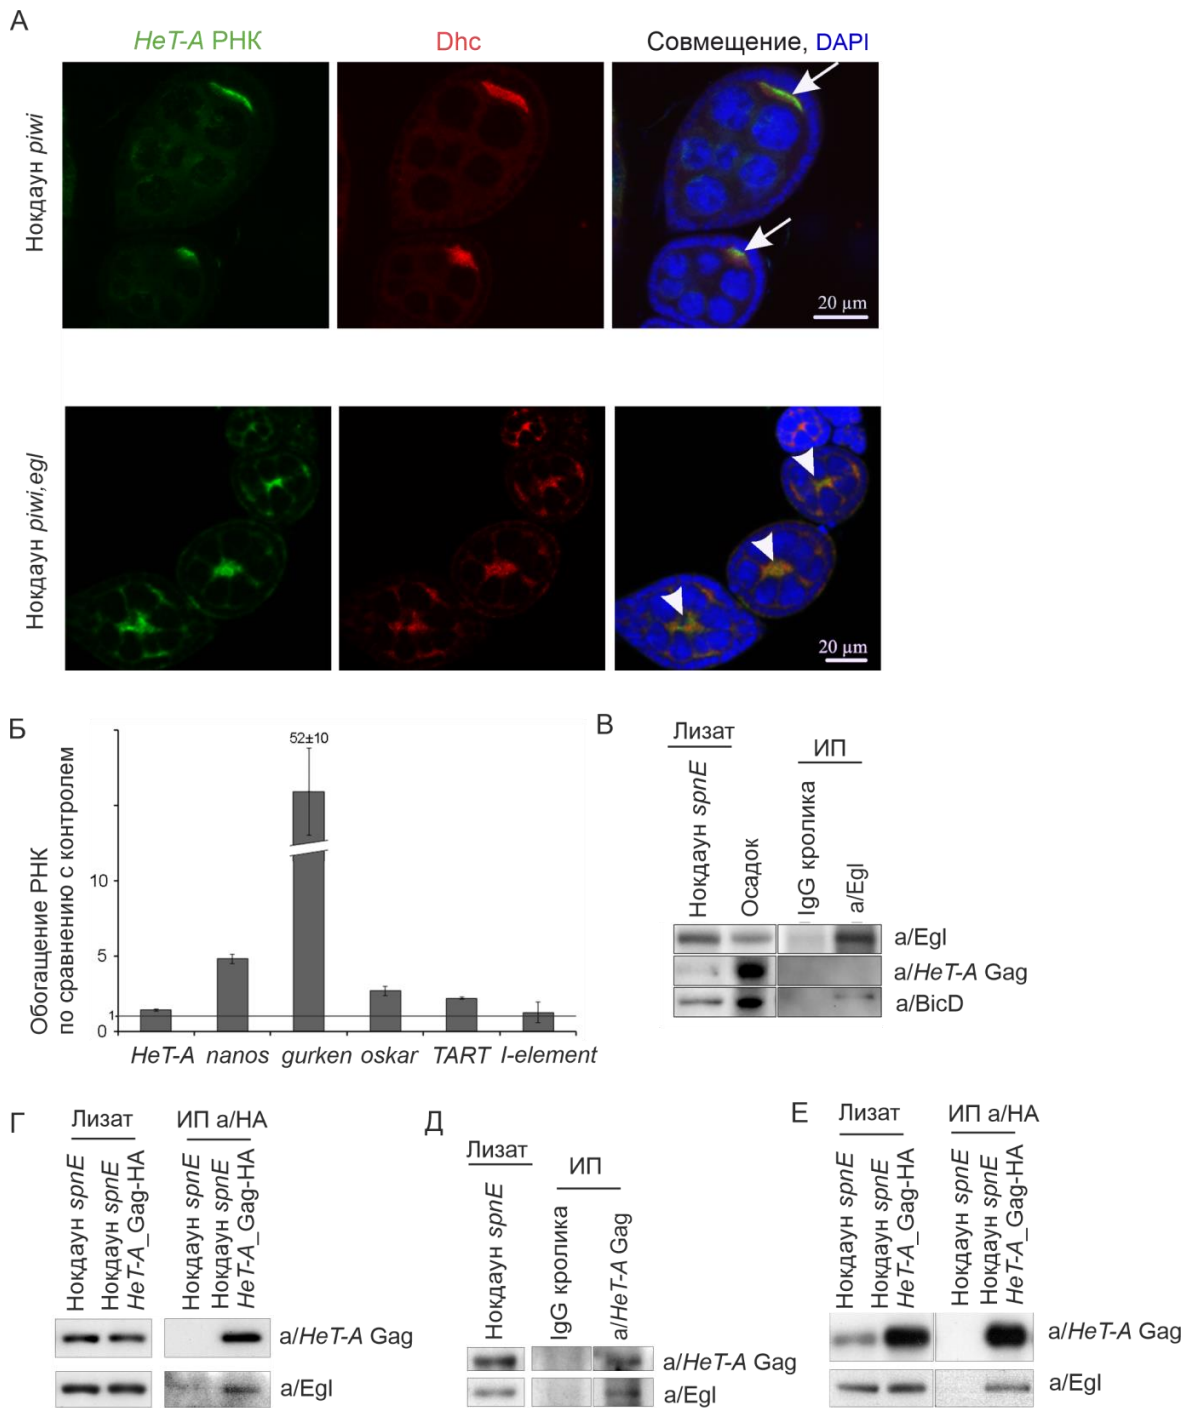 А
HeT-A РНК
Dhc
Совмещение, DAPI
Нокдаун piwi
20 µm
Нокдаун piwi,egl
20 µm
Б
Обогащение РНК
по сравнению с контролем
52±10
10
5
1
0
HeT-A nanos gurken oskar TART I-element
В
Лизат
ИП
Нокдаун spnE
Осадок
IgG кролика
a/Egl
a/Egl
a/HeT-A Gag
a/BicD
Г
Лизат
ИП a/HA
Нокдаун spnE
Нокдаун spnE
HeT-A_Gag-HA
Нокдаун spnE
Нокдаун spnE
HeT-A_Gag-HA
a/HeT-A Gag
a/Egl
Д
Лизат
ИП
Нокдаун spnE
IgG кролика
a/HeT-A Gag
a/HeT-A Gag
a/Egl
Е
Лизат
ИП a/HA
Нокдаун spnE
Нокдаун spnE
HeT-A_Gag-HA
Нокдаун spnE
Нокдаун spnE
HeT-A_Gag-HA
a/HeT-A Gag
a/Egl